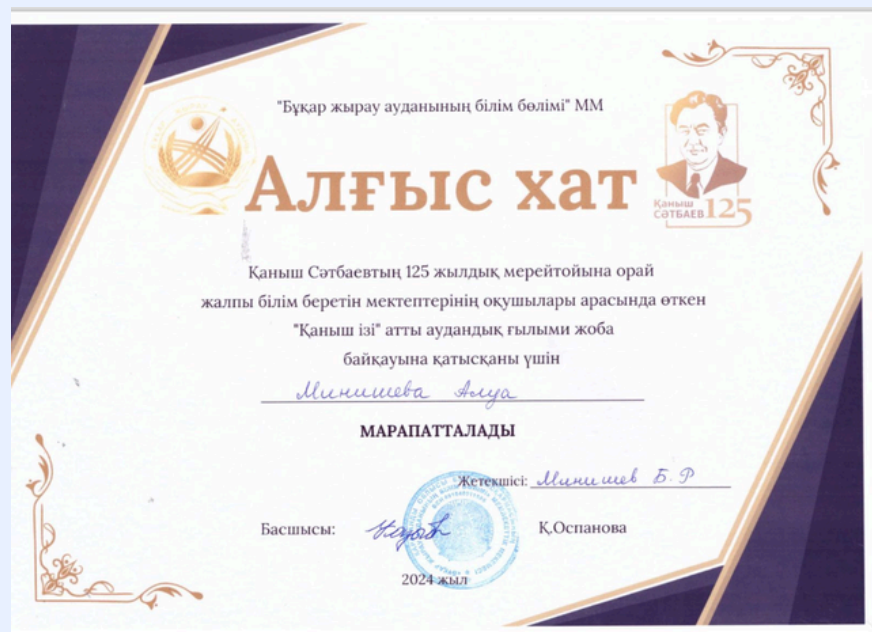 "Бұқар жырау ауданының білім бөлімі" ММ
Алғыс хат
Қаныш
СӘТБАЕВ 125
Қаныш Сәтбаевтың 125 жылдық мерейтойына орай
жалпы білім беретін мектептерінің оқушылары арасында өткен
"Қаныш ізі" атты аудандық ғылыми жоба
байқауына қатысқаны үшін
Минишева Алуа
МАРАПАТТАЛАДЫ
Жетекшісі: Минишев Б. Р
Басшысы: Қ.Оспанова
2024 жыл